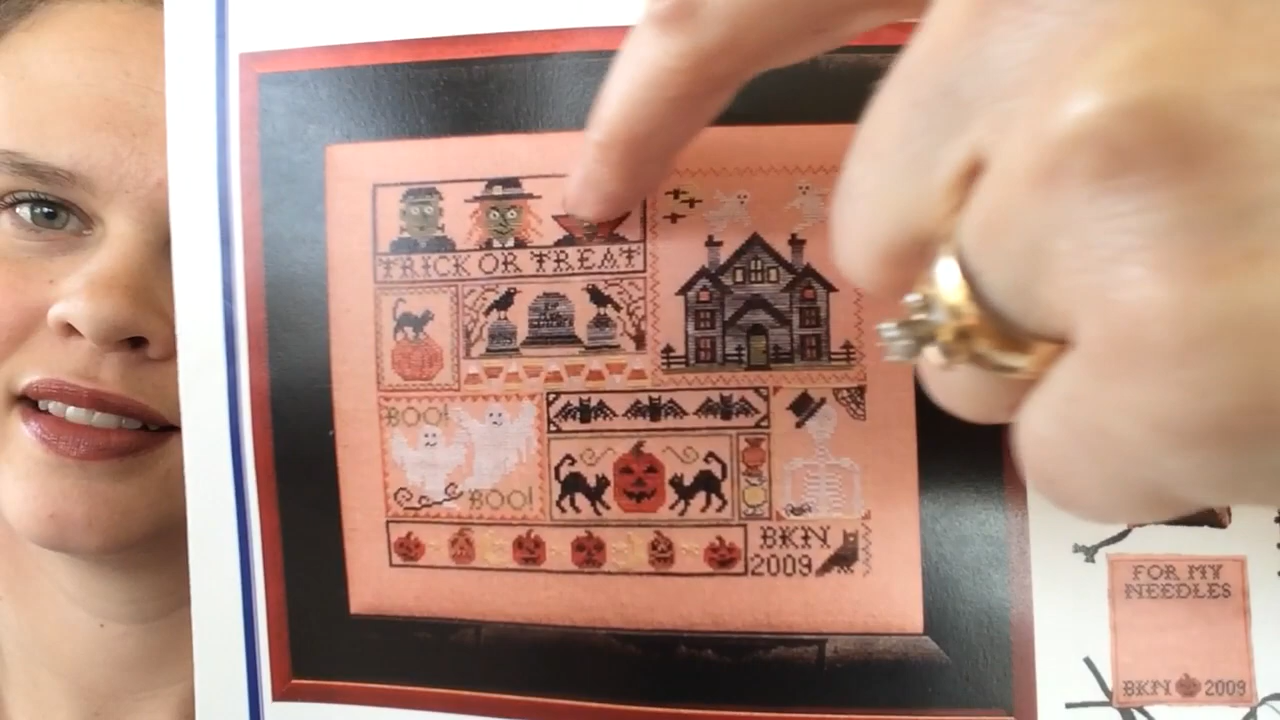 TRICK OR TREAT
BOO!
BOO!
BKN
2009
FOR MY
NEEDLES
BKN 2009